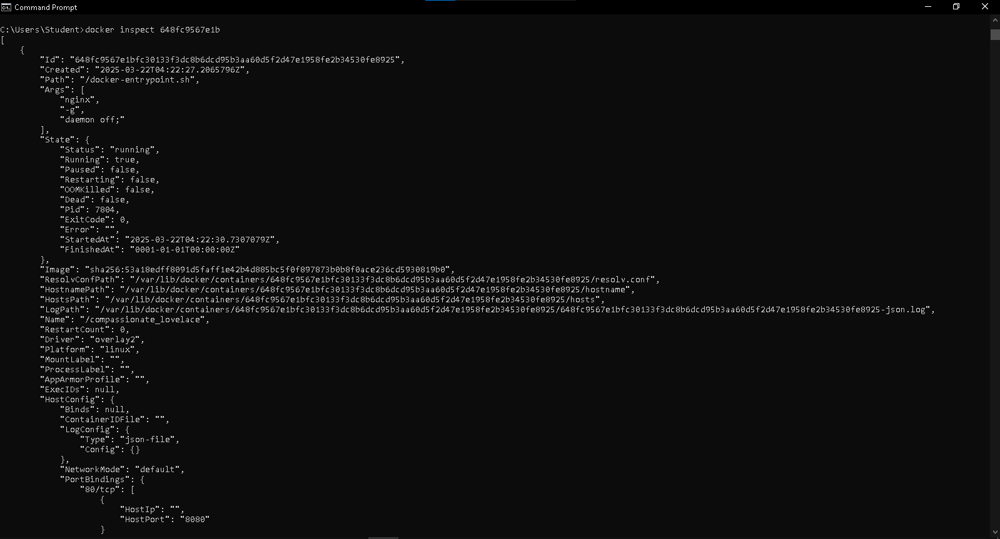 Command Prompt
C:\Users\Student>docker inspect 648fc9567e1b
[
    {
        "Id": "648fc9567e1bfc30133f3dc8b6dcd95b3aa60d5f2d47e1958fe2b34530fe8925",
        "Created": "2025-03-22T04:22:27.2065796Z",
        "Path": "/docker-entrypoint.sh",
        "Args": [
            "nginx",
            "-g",
            "daemon off;"
        ],
        "State": {
            "Status": "running",
            "Running": true,
            "Paused": false,
            "Restarting": false,
            "OOMKilled": false,
            "Dead": false,
            "Pid": 7804,
            "ExitCode": 0,
            "Error": "",
            "StartedAt": "2025-03-22T04:22:30.7307079Z",
            "FinishedAt": "0001-01-01T00:00:00Z"
        },
        "Image": "sha256:53a18edff8091d5faff1e42b4d885bc5f0f897873b0b8f0ace236cd5930819b0",
        "ResolvConfPath": "/var/lib/docker/containers/648fc9567e1bfc30133f3dc8b6dcd95b3aa60d5f2d47e1958fe2b34530fe8925/resolv.conf",
        "HostnamePath": "/var/lib/docker/containers/648fc9567e1bfc30133f3dc8b6dcd95b3aa60d5f2d47e1958fe2b34530fe8925/hostname",
        "HostsPath": "/var/lib/docker/containers/648fc9567e1bfc30133f3dc8b6dcd95b3aa60d5f2d47e1958fe2b34530fe8925/hosts",
        "LogPath": "/var/lib/docker/containers/648fc9567e1bfc30133f3dc8b6dcd95b3aa60d5f2d47e1958fe2b34530fe8925/648fc9567e1bfc30133f3dc8b6dcd95b3aa60d5f2d47e1958fe2b34530fe8925-json.log",
        "Name": "/compassionate_lovelace",
        "RestartCount": 0,
        "Driver": "overlay2",
        "Platform": "linux",
        "MountLabel": "",
        "ProcessLabel": "",
        "AppArmorProfile": "",
        "ExecIDs": null,
        "HostConfig": {
            "Binds": null,
            "ContainerIDFile": "",
            "LogConfig": {
                "Type": "json-file",
                "Config": {}
            },
            "NetworkMode": "default",
            "PortBindings": {
                "80/tcp": [
                    {
                        "HostIp": "",
                        "HostPort": "8080"
                    }